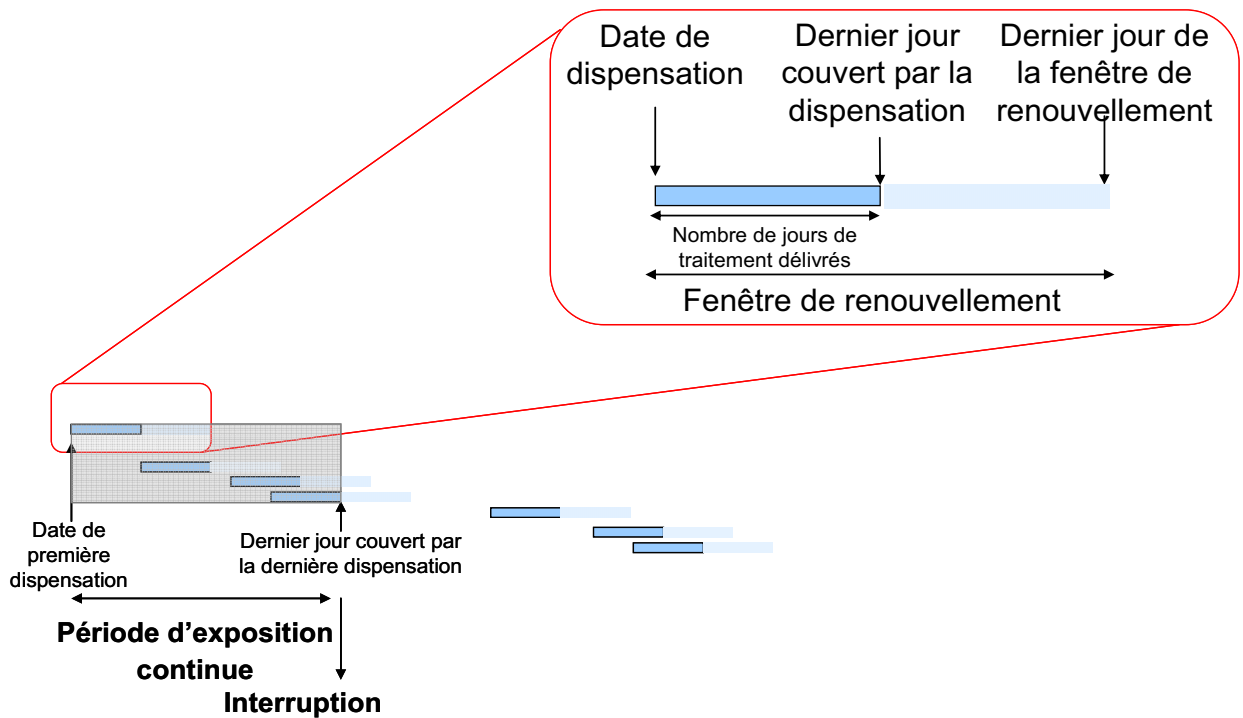 Date de
dispensation
Dernier jour
couvert par la
dispensation
Dernier jour de
la fenêtre de
renouvellement
Nombre de jours de
traitement délivrés
Fenêtre de renouvellement
Date de
première
dispensation
Dernier jour couvert par
la dernière dispensation
Période d’exposition
continue
Interruption